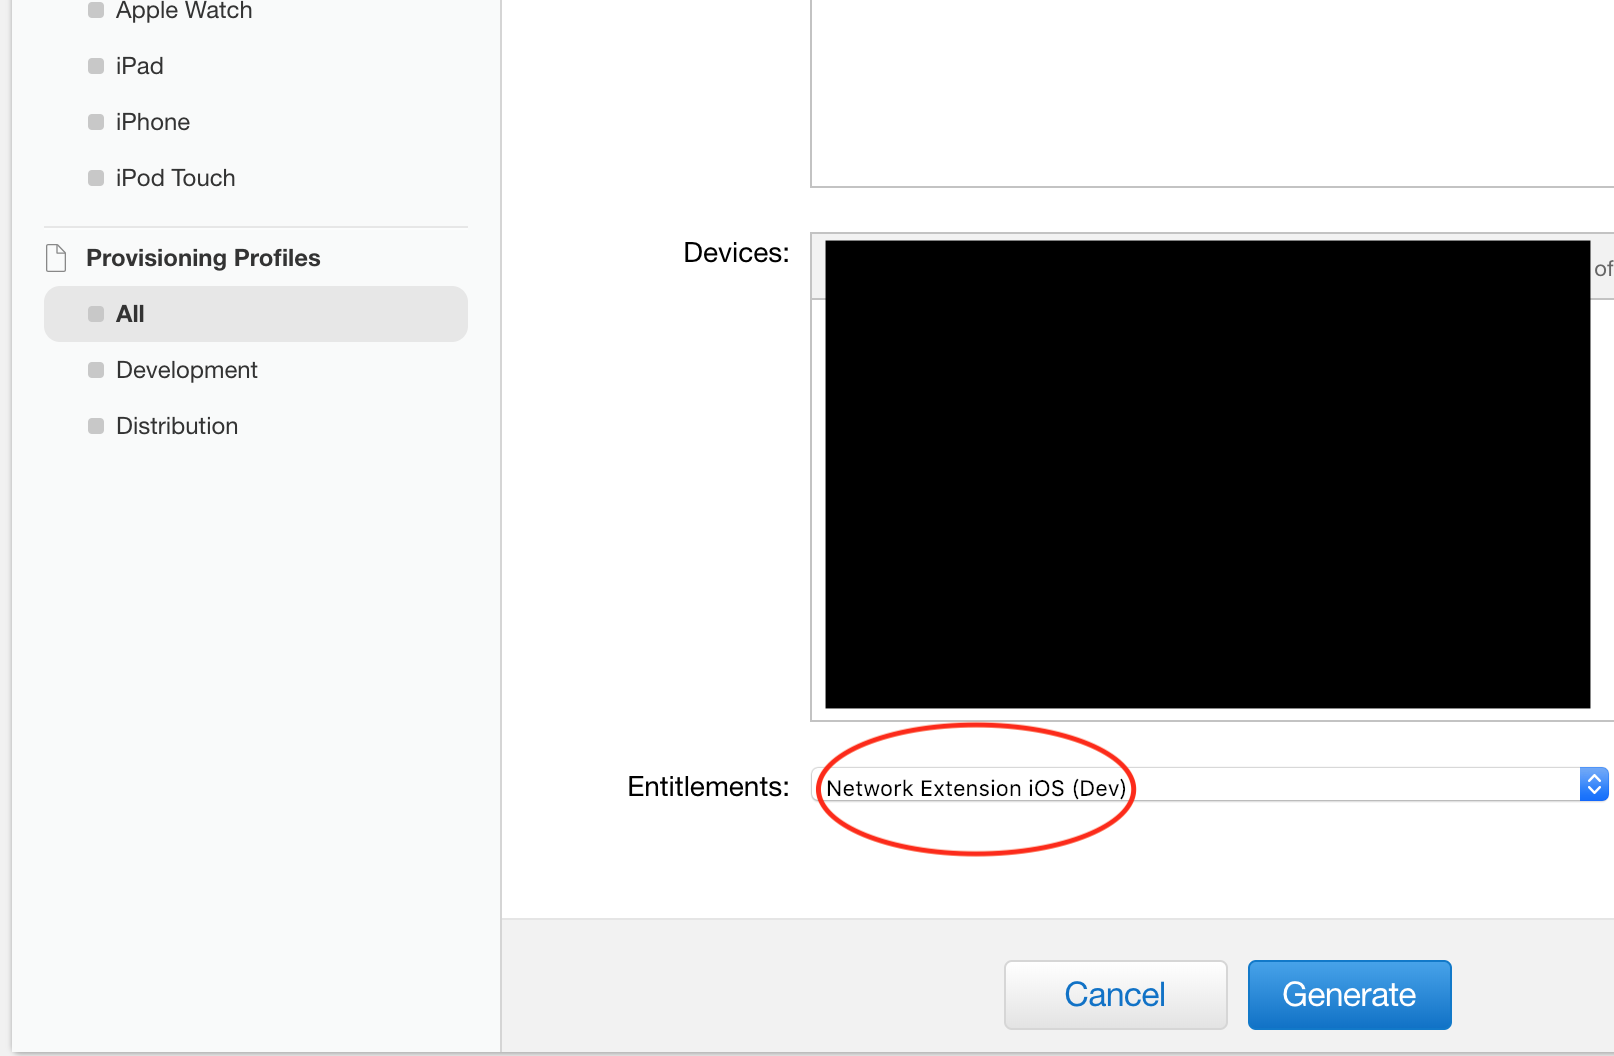 Apple Watch
iPad
iPhone
iPod Touch
Provisioning Profiles
All
Development
Distribution
Devices:
of
Entitlements:
Network Extension iOS (Dev)
Cancel
Generate